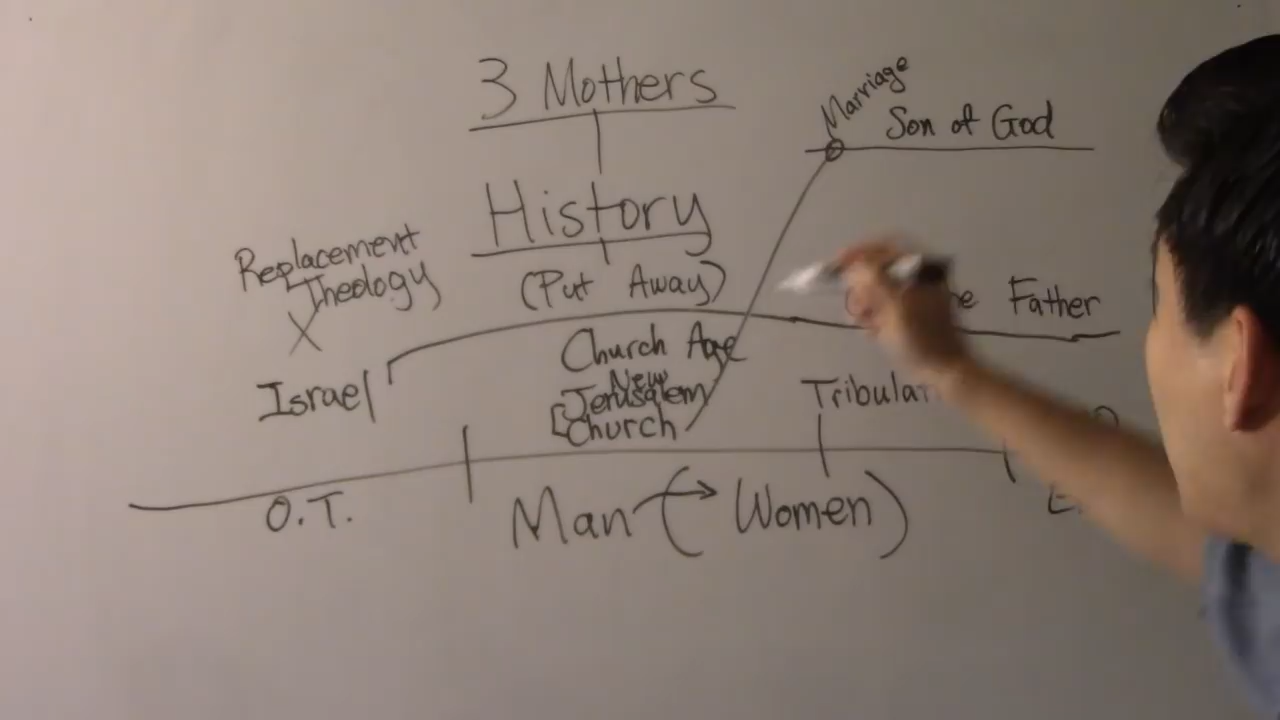 3 Mothers
Marriage
Son of God
History
Replacement
Theology
X
(Put Away)
Father
Church Age
Israel
New
Jerusalem
[Church
O.T.
Man (→ Women)